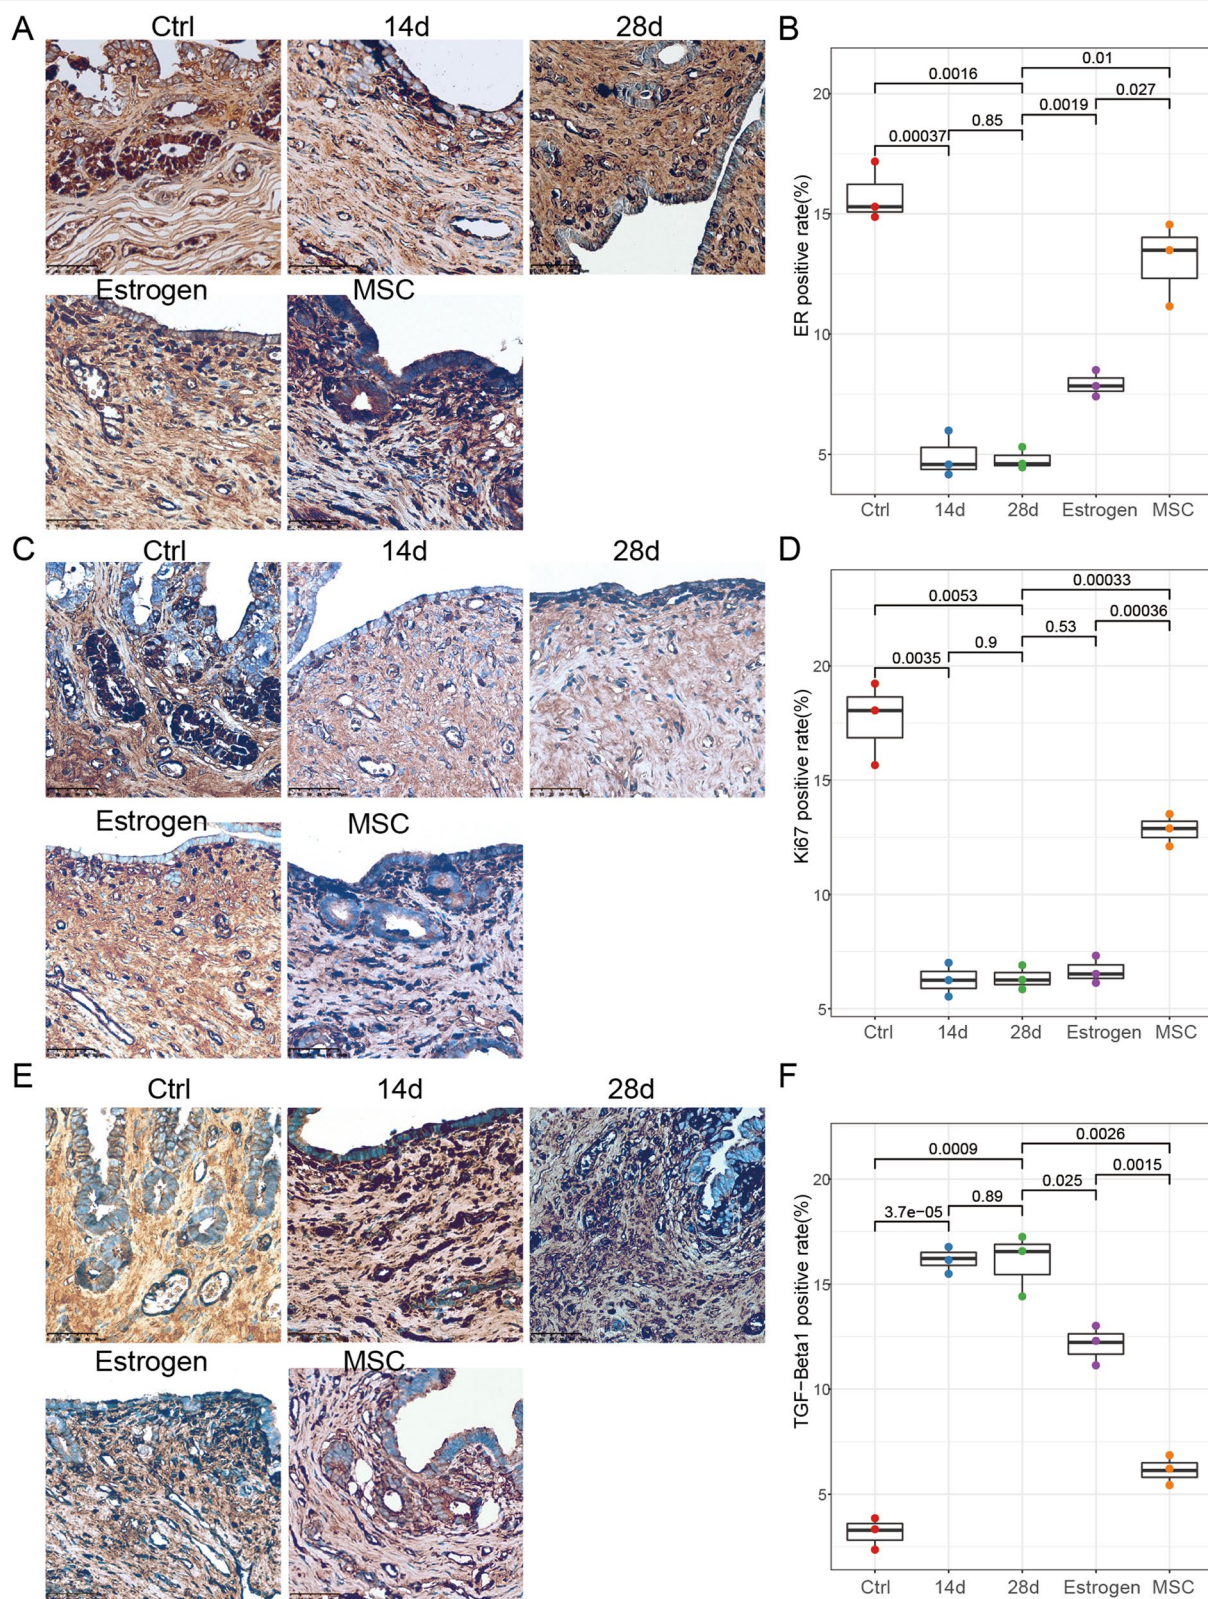 A
Ctrl
14d
28d
Estrogen
MSC
B
ER positive rate(%)
20
15
10
5
0.01
0.0016
0.027
0.0019
0.85
0.00037
Ctrl
14d
28d
Estrogen
MSC
C
Ctrl
14d
28d
Estrogen
MSC
D
Ki67 positive rate(%)
20
15
10
5
0.00033
0.0053
0.00036
0.53
0.9
0.0035
Ctrl
14d
28d
Estrogen
MSC
E
Ctrl
14d
28d
Estrogen
MSC
F
TGF−Beta1 positive rate(%)
20
15
10
5
0.0026
0.0009
0.0015
0.025
0.89
3.7e−05
Ctrl
14d
28d
Estrogen
MSC